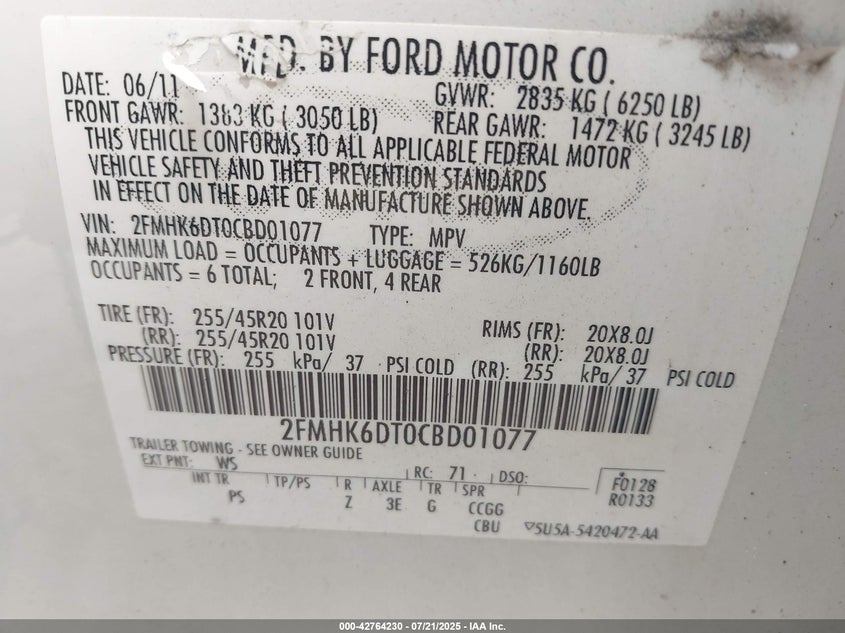 MFD. BY FORD MOTOR CO.
DATE: 06/11
GVWR: 2835 KG ( 6250 LB)
FRONT GAWR: 1383 KG ( 3050 LB)
REAR GAWR: 1472 KG ( 3245 LB)
THIS VEHICLE CONFORMS TO ALL APPLICABLE FEDERAL MOTOR
VEHICLE SAFETY AND THEFT PREVENTION STANDARDS
IN EFFECT ON THE DATE OF MANUFACTURE SHOWN ABOVE.
VIN: 2FMHK6DT0CBD01077 TYPE: MPV
MAXIMUM LOAD = OCCUPANTS + LUGGAGE = 526KG/1160LB
OCCUPANTS = 6 TOTAL; 2 FRONT, 4 REAR
TIRE (FR): 255/45R20 101V RIMS (FR): 20X8.0J
(RR): 255/45R20 101V (RR): 20X8.0J
PRESSURE (FR): 255 kPa/ 37 PSI COLD (RR): 255 kPa/ 37 PSI COLD
2FMHK6DT0CBD01077
TRAILER TOWING - SEE OWNER GUIDE
EXT PNT: WS RC: 71 DSO:
INT TR TP/PS R AXLE TR SPR
PS Z 3E G CCGG
CBU
F0128
R0133
5U5A-5420472-AA
000-42764230 - 07/21/2025 - IAA Inc.